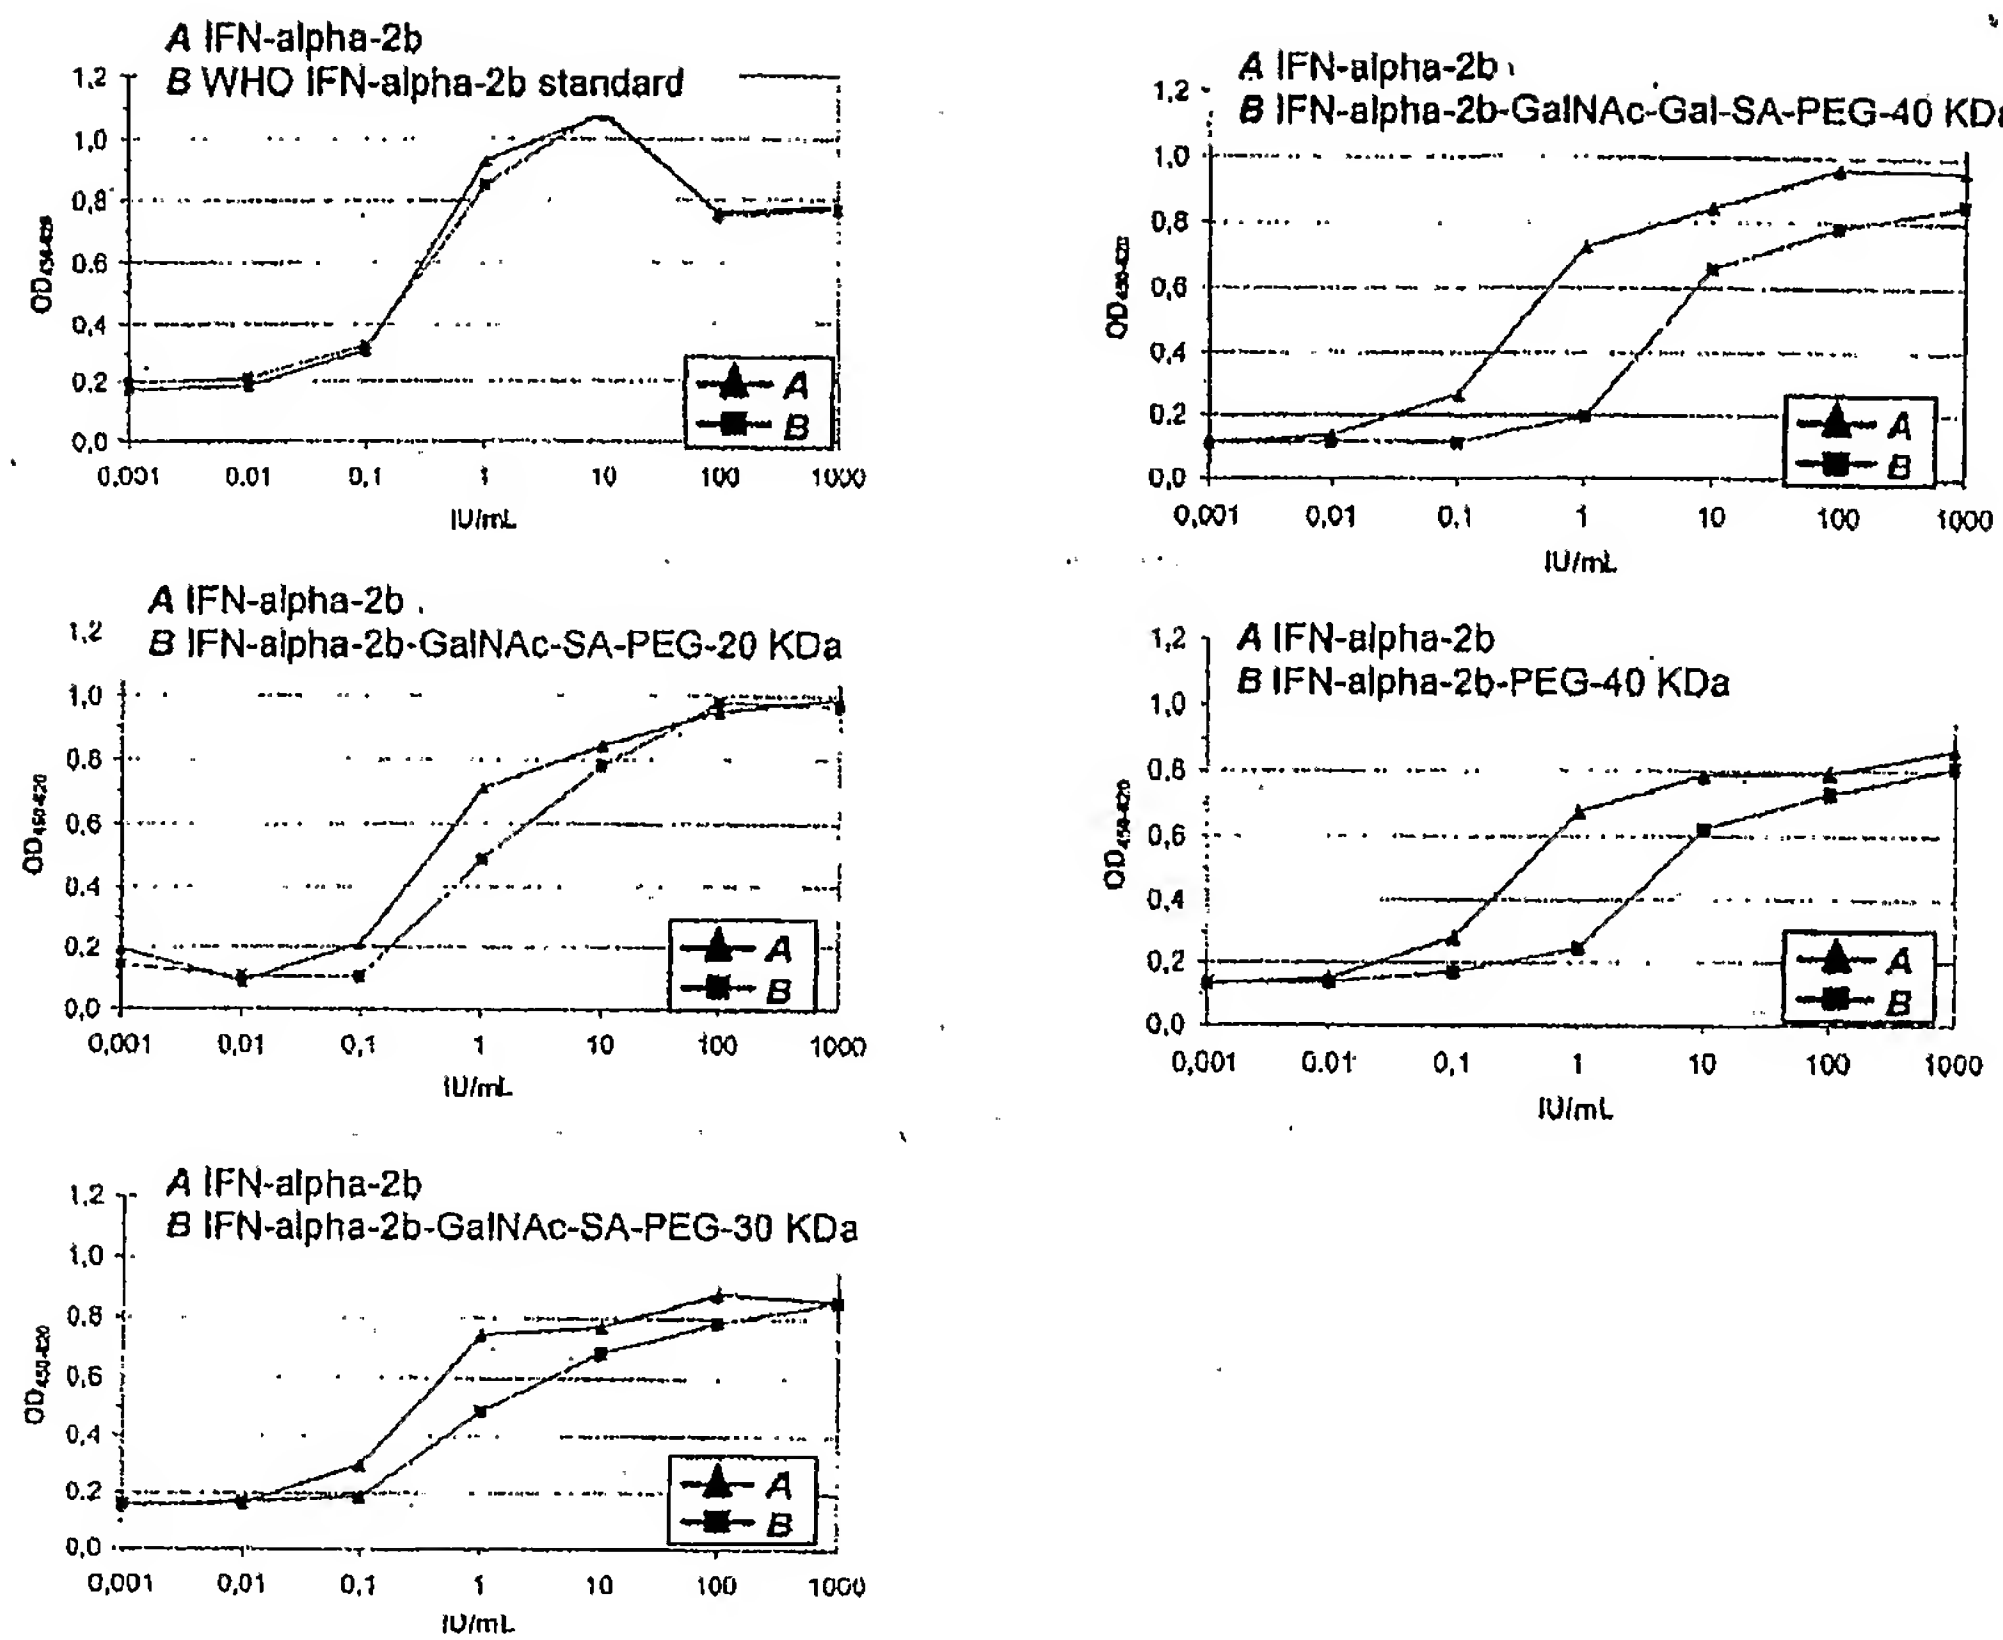 A IFN-alpha-2b
B WHO IFN-alpha-2b standard
1,2
1,0
0,8
0,6
0,4
0,2
0,0
OD
A
B
0,001 0.01 0,1 1 10 100 1000
IU/mL
A IFN-alpha-2b
B IFN-alpha-2b-GalNAc-Gal-SA-PEG-40 KDa
1,2
1,0
0,8
0,6
0,4
0,2
0,0
OD450-620
A
B
0,001 0,01 0,1 1 10 100 1000
IU/mL
A IFN-alpha-2b
B IFN-alpha-2b-GalNAc-SA-PEG-20 KDa
1,2
1,0
0,8
0,6
0,4
0,2
0,0
OD450-620
A
B
0,001 0,01 0,1 1 10 100 1000
IU/mL
A IFN-alpha-2b
B IFN-alpha-2b-PEG-40 KDa
1,2
1,0
0,8
0,6
0,4
0,2
0,0
OD450-620
A
B
0,001 0.01 0,1 1 10 100 1000
IU/mL
A IFN-alpha-2b
B IFN-alpha-2b-GalNAc-SA-PEG-30 KDa
1,2
1,0
0,8
0,6
0,4
0,2
0,0
OD450-620
A
B
0,001 0,01 0,1 1 10 100 1000
IU/mL